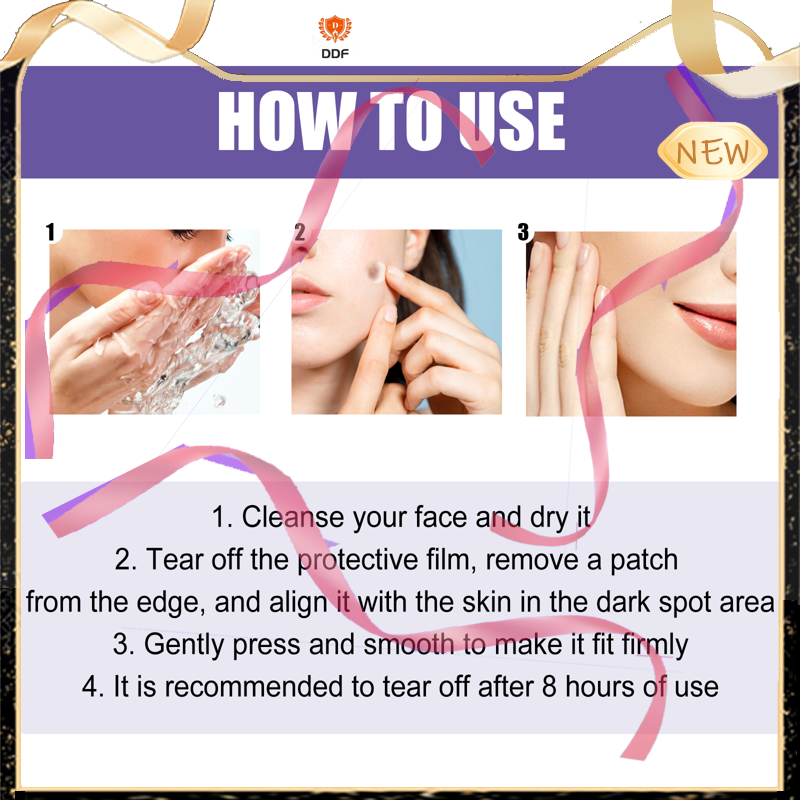 DDF
HOW TO USE
NEW
1
2
3
1. Cleanse your face and dry it
2. Tear off the protective film, remove a patch
from the edge, and align it with the skin in the dark spot area
3. Gently press and smooth to make it fit firmly
4. It is recommended to tear off after 8 hours of use